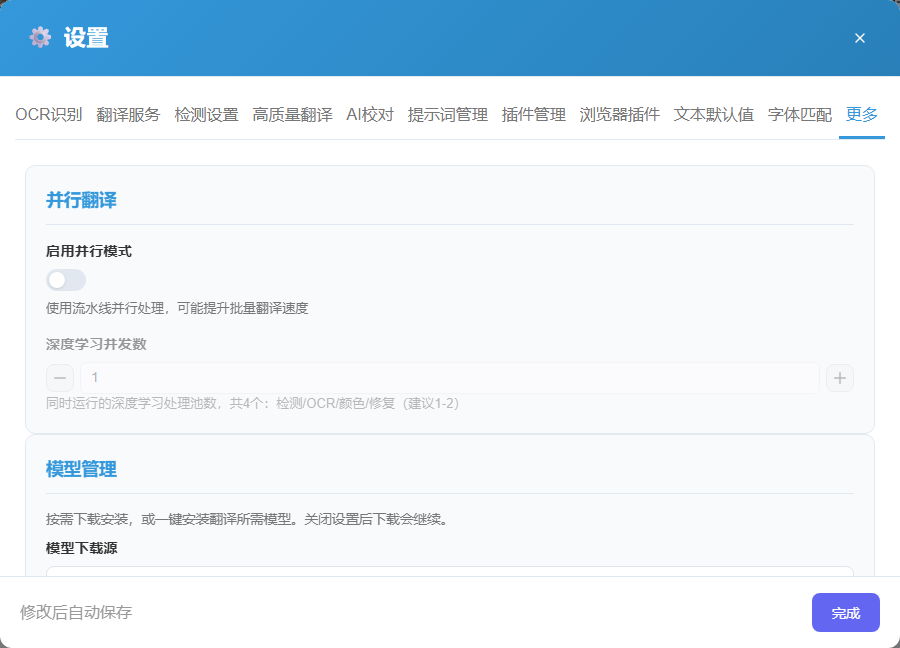 设置
OCR识别 翻译服务 检测设置 高质量翻译 AI校对 提示词管理 插件管理 浏览器插件 文本默认值 字体匹配 更多
并行翻译
启用并行模式
使用流水线并行处理，可能提升批量翻译速度
深度学习并发数
1
同时运行的深度学习处理池数，共4个：检测/OCR/颜色/修复（建议1-2）
模型管理
按需下载安装，或一键安装翻译所需模型。关闭设置后下载会继续。
模型下载源
修改后自动保存
完成